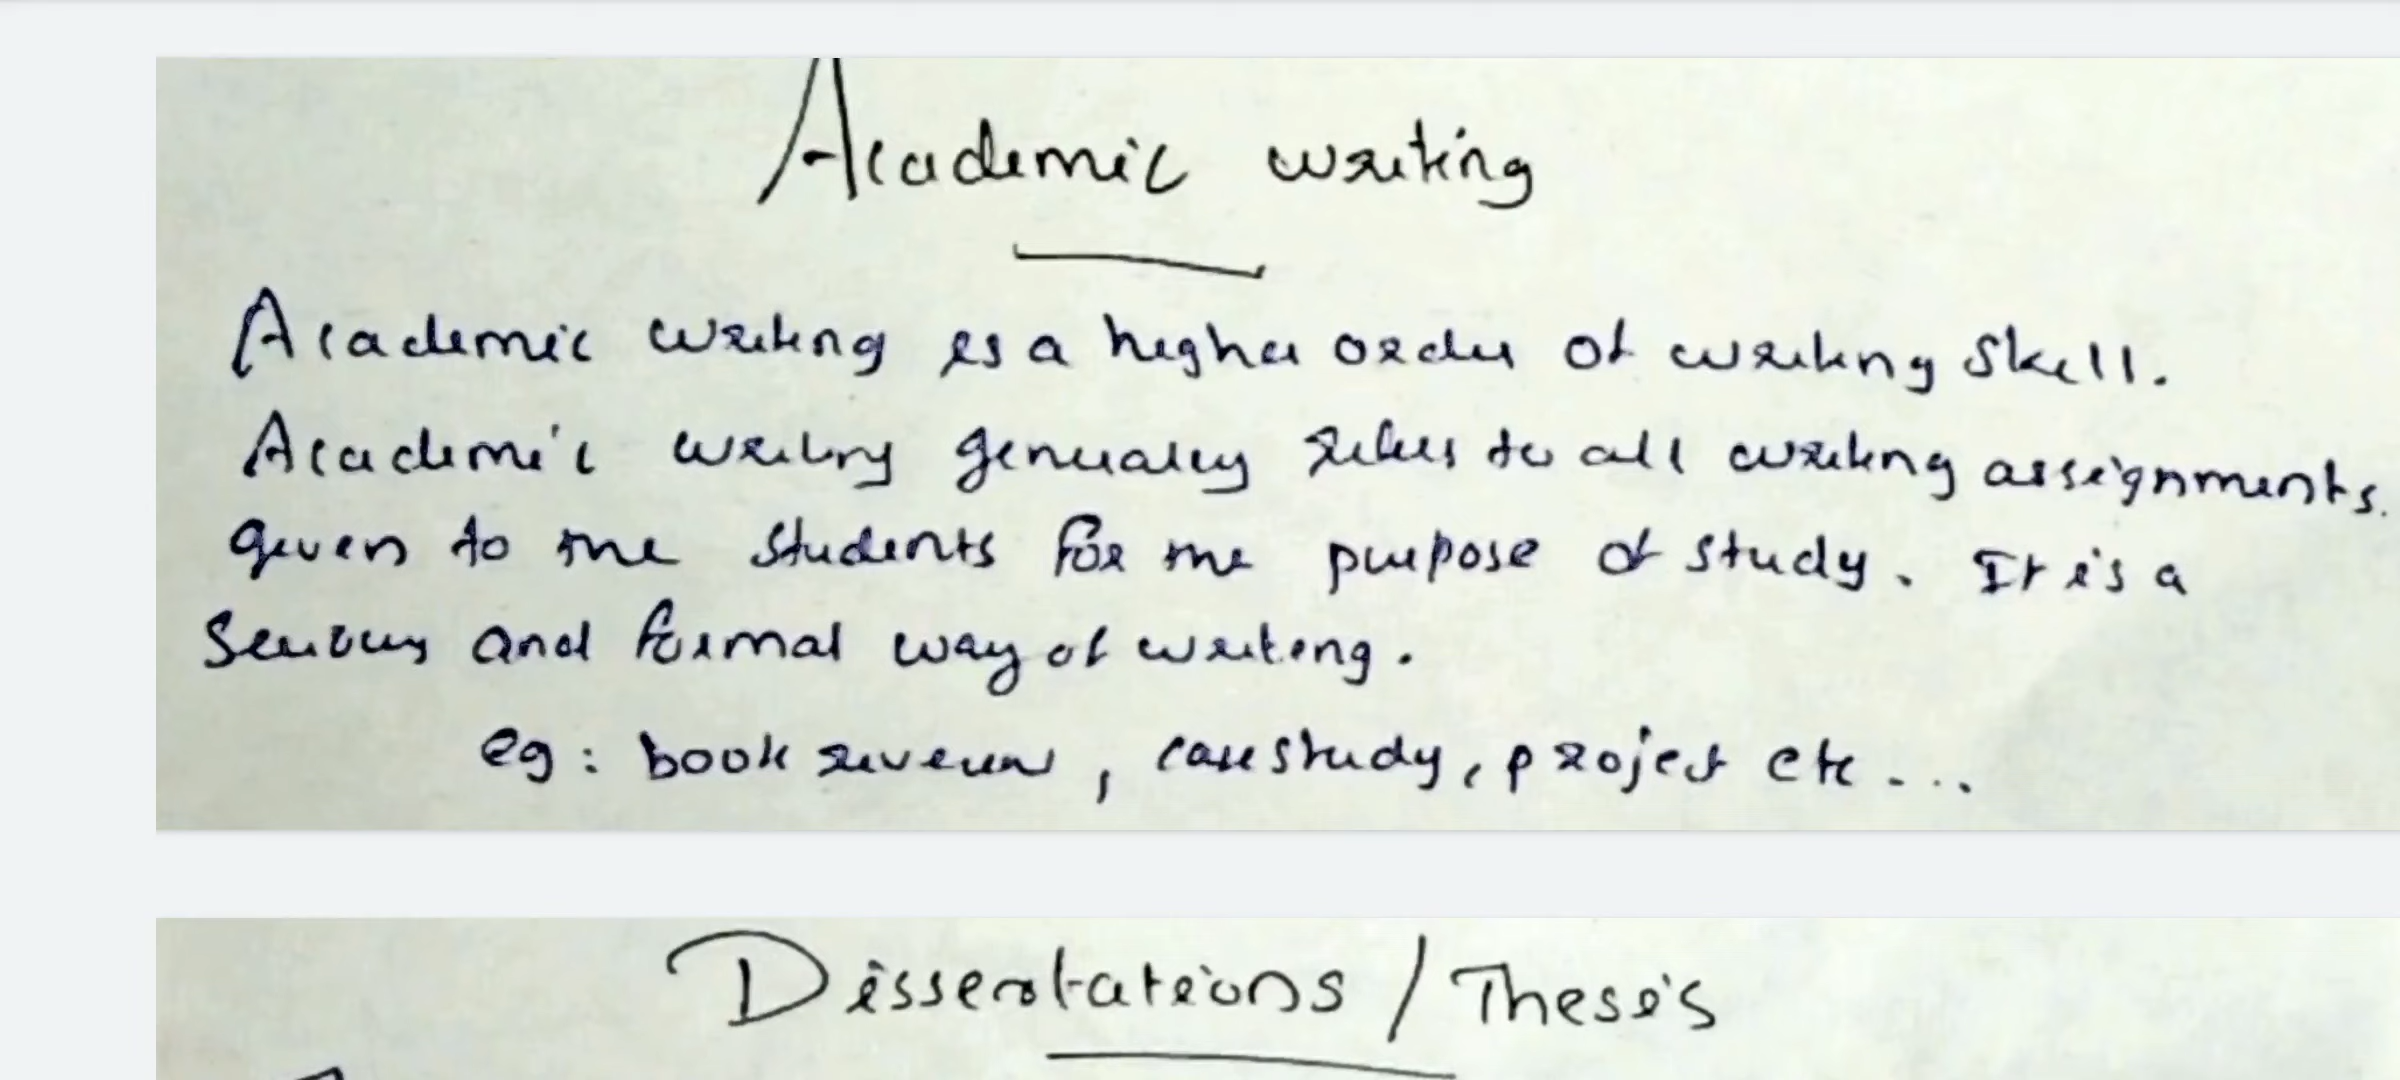 Academic writing
Academic writing is a higher order of writing skill.
Academic writing generally refers to all writing assignments.
given to the students for the purpose of study. It is a
Serious and formal way of writing.
eg: book review, case study, project etc...
Dissertations / Thesis